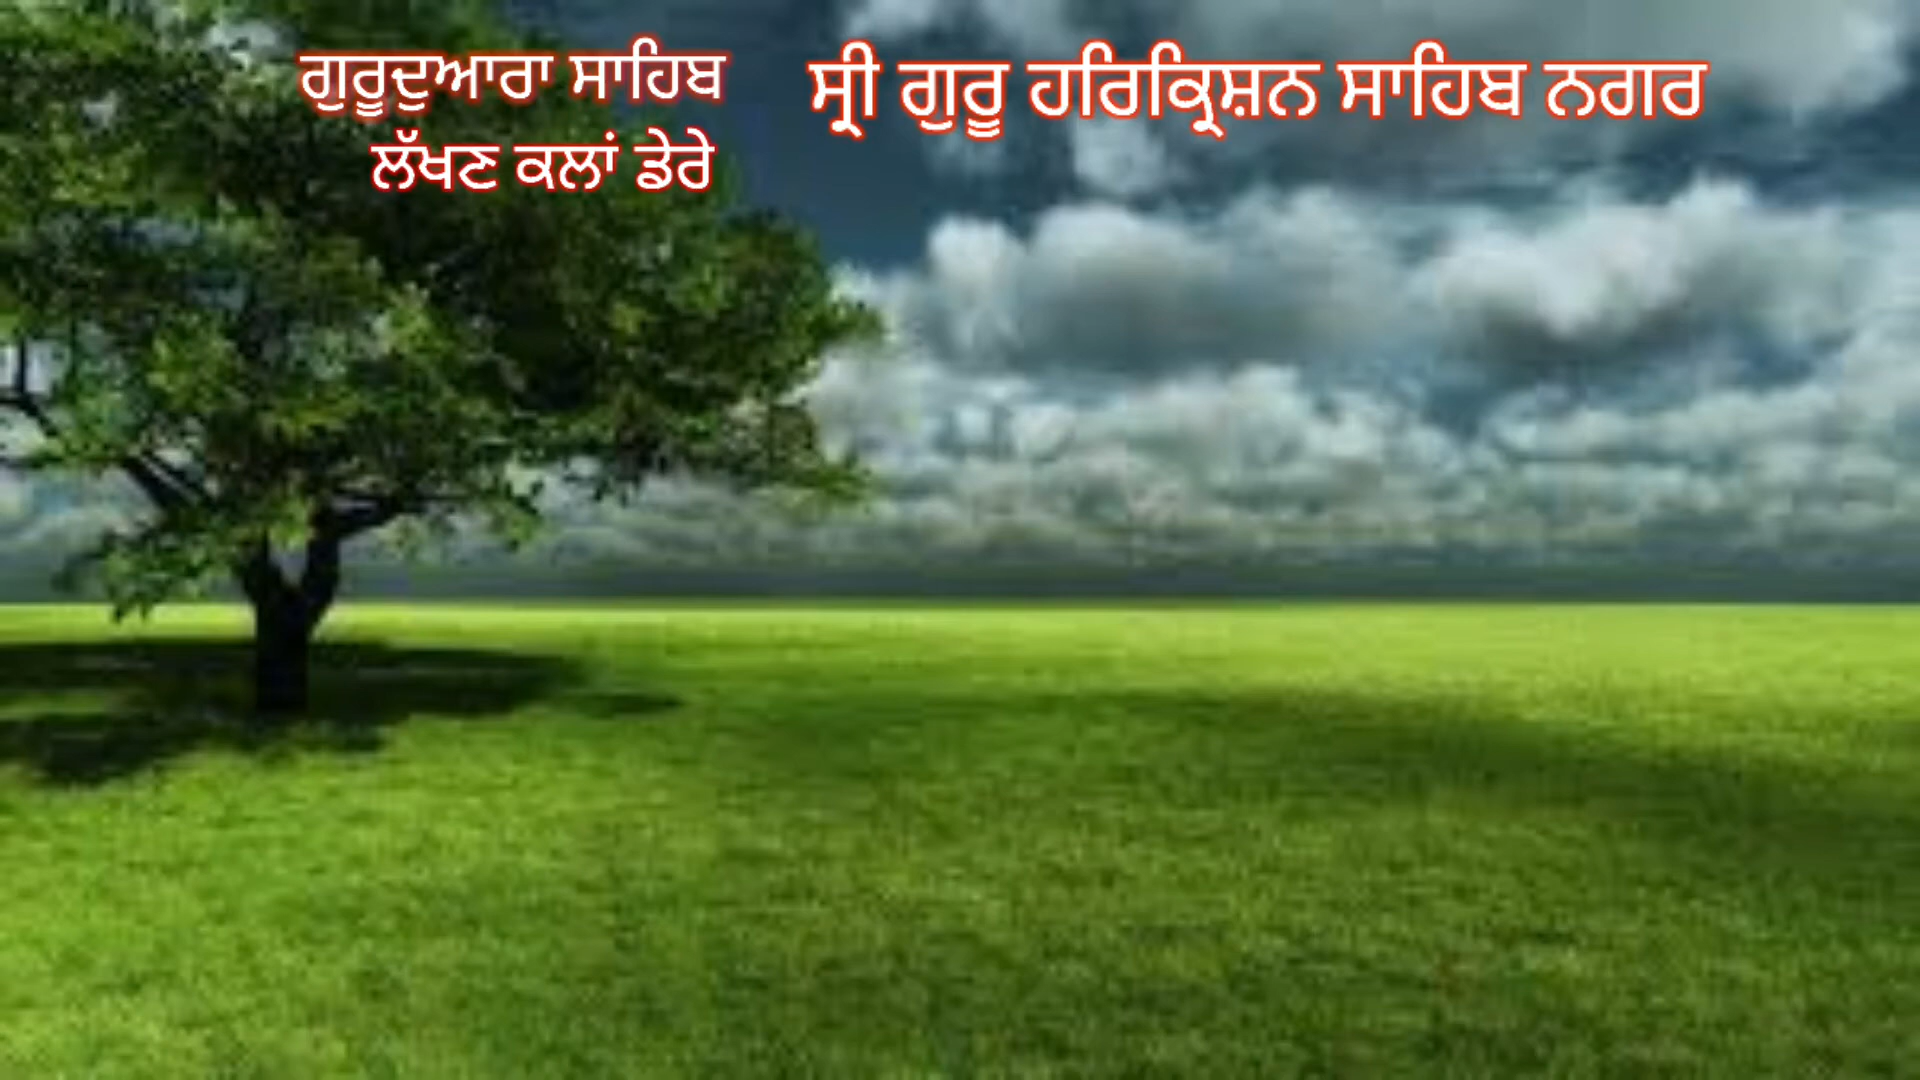 ਗੁਰੂਦੁਆਰਾ ਸਾਹਿਬ
ਲੱਖਣ ਕਲਾਂ ਡੇਰੇ
ਸ੍ਰੀ ਗੁਰੂ ਹਰਿਕ੍ਰਿਸ਼ਨ ਸਾਹਿਬ ਨਗਰ